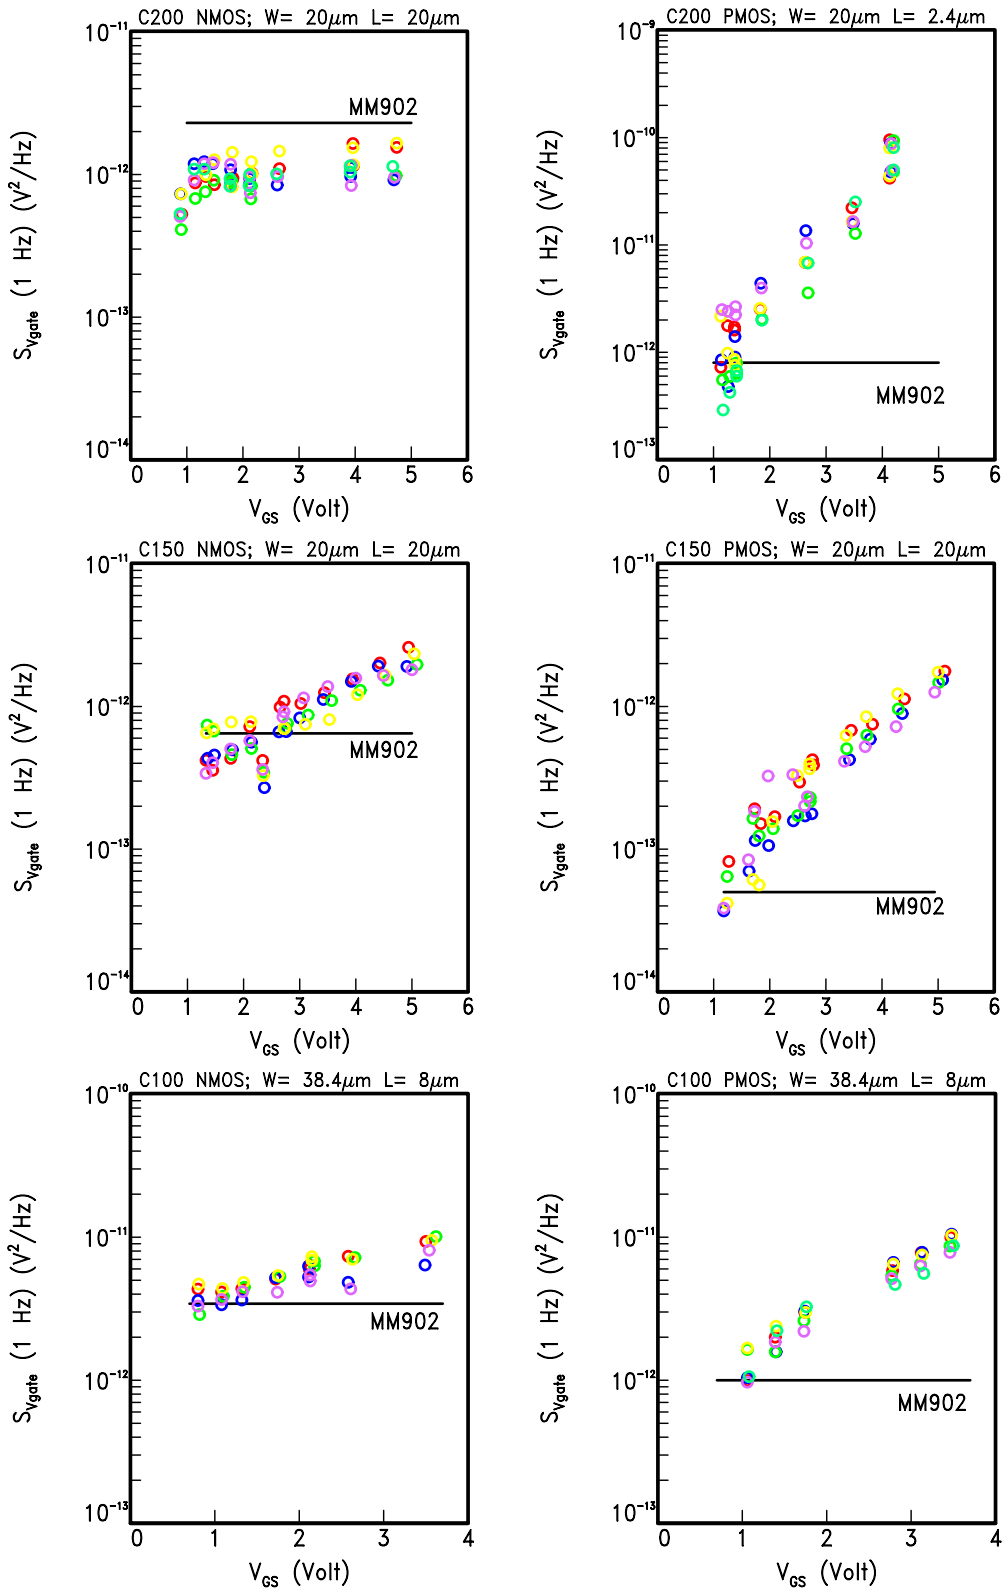 C200 NMOS; W= 20μm L= 20μm
10⁻¹¹
10⁻¹²
10⁻¹³
10⁻¹⁴
S_Vgate (1 Hz) (V²/Hz)
MM902
0 1 2 3 4 5 6
V_GS (Volt)
C200 PMOS; W= 20μm L= 2.4μm
10⁻⁹
10⁻¹⁰
10⁻¹¹
10⁻¹²
10⁻¹³
S_Vgate (1 Hz) (V²/Hz)
MM902
0 1 2 3 4 5 6
V_GS (Volt)
C150 NMOS; W= 20μm L= 20μm
10⁻¹¹
10⁻¹²
10⁻¹³
10⁻¹⁴
S_Vgate (1 Hz) (V²/Hz)
MM902
0 1 2 3 4 5 6
V_GS (Volt)
C150 PMOS; W= 20μm L= 20μm
10⁻¹¹
10⁻¹²
10⁻¹³
10⁻¹⁴
S_Vgate (1 Hz) (V²/Hz)
MM902
0 1 2 3 4 5 6
V_GS (Volt)
C100 NMOS; W= 38.4μm L= 8μm
10⁻¹⁰
10⁻¹¹
10⁻¹²
10⁻¹³
S_Vgate (1 Hz) (V²/Hz)
MM902
0 1 2 3 4
V_GS (Volt)
C100 PMOS; W= 38.4μm L= 8μm
10⁻¹⁰
10⁻¹¹
10⁻¹²
10⁻¹³
S_Vgate (1 Hz) (V²/Hz)
MM902
0 1 2 3 4
V_GS (Volt)